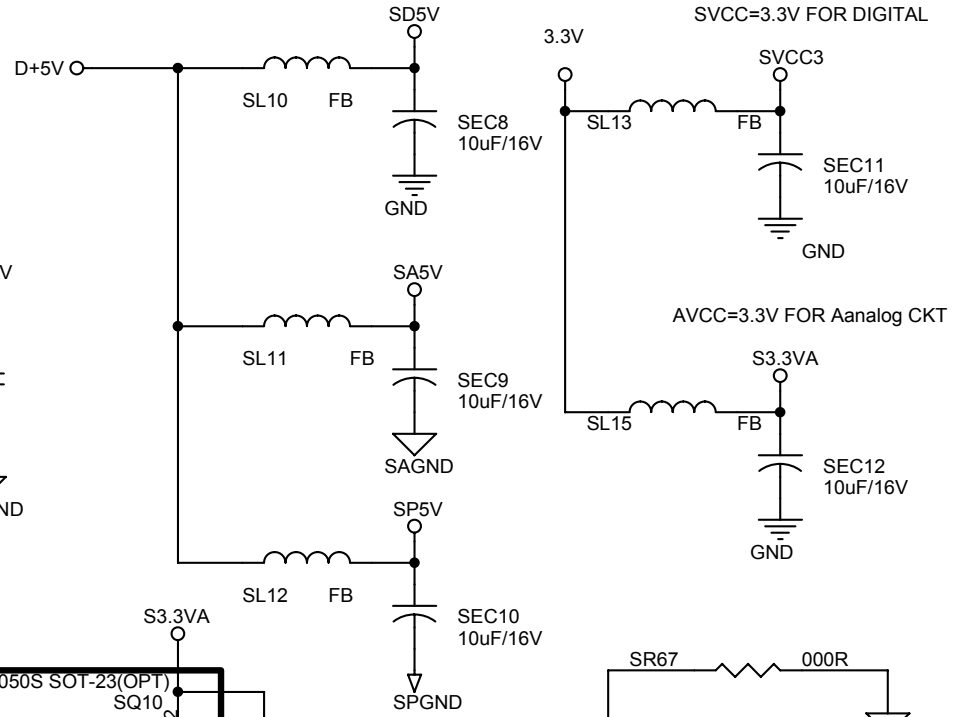 SD5V
SVCC=3.3V FOR DIGITAL
3.3V
SVCC3
D+5V
SL10 FB
SEC8
10uF/16V
GND
SL13 FB
SEC11
10uF/16V
GND
V
SA5V
AVCC=3.3V FOR Aanalog CKT
SL11 FB
SEC9
10uF/16V
SAGND
S3.3VA
SL15 FB
SEC12
10uF/16V
GND
ND
SP5V
SL12 FB
SEC10
10uF/16V
SPGND
S3.3VA
050S SOT-23(OPT)
SQ10
2
SR67 000R